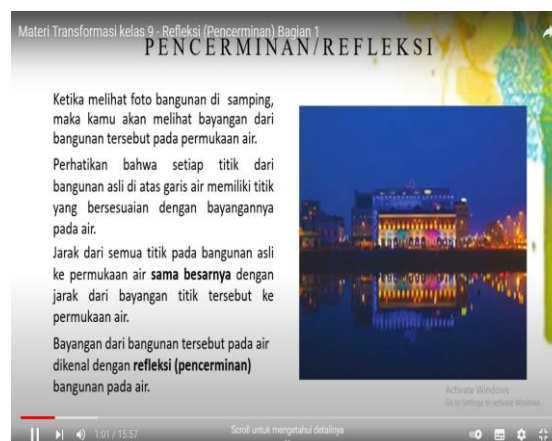 Materi Transformasi kelas 9 - Refleksi (Pencerminan) Bagian 1
PENCERMINAN/REFLEKSI
Ketika melihat foto bangunan di samping,
maka kamu akan melihat bayangan dari
bangunan tersebut pada permukaan air.
Perhatikan bahwa setiap titik dari
bangunan asli di atas garis air memiliki titik
yang bersesuaian dengan bayangannya
pada air.
Jarak dari semua titik pada bangunan asli
ke permukaan air sama besarnya dengan
jarak dari bayangan titik tersebut ke
permukaan air.
Bayangan dari bangunan tersebut pada air
dikenal dengan refleksi (pencerminan)
bangunan pada air.
Activate Windows
Go to Settings to activate Windows.
1:01 / 15:57
Scroll untuk mengetahui detailnya